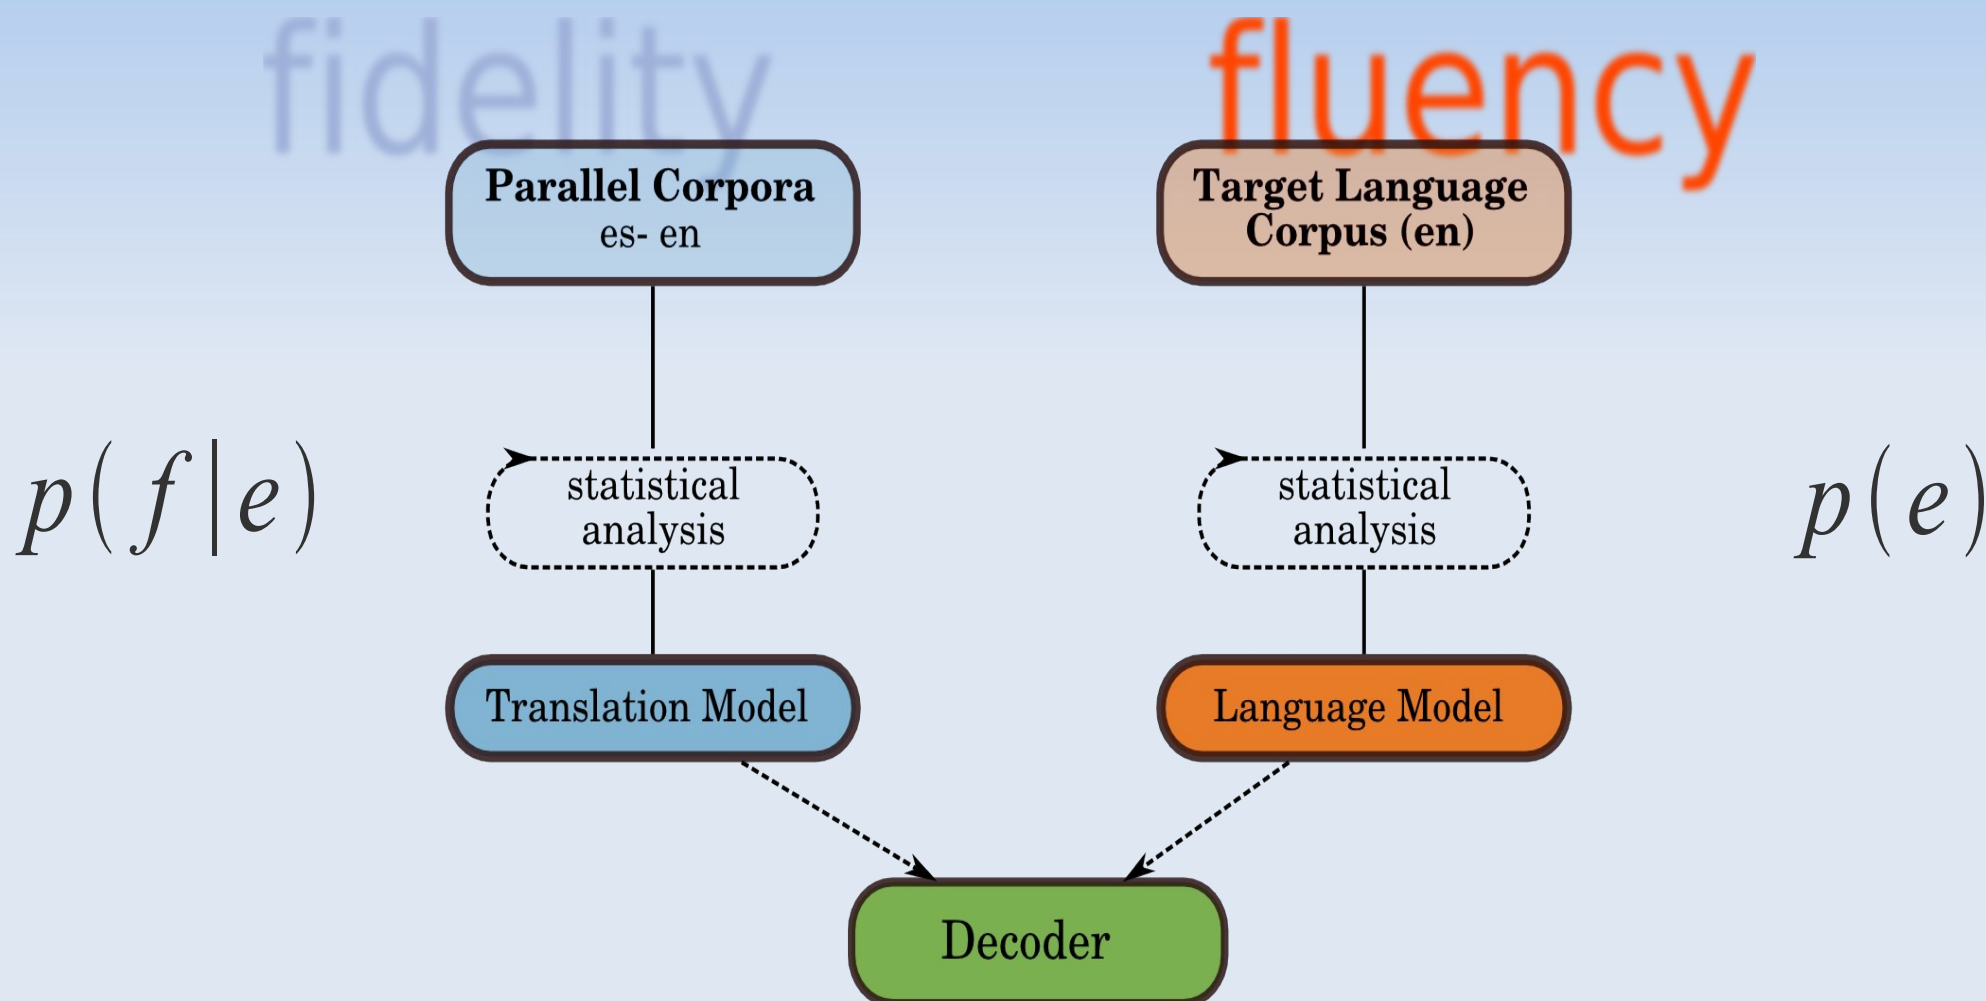 fidelity
fluency
Parallel Corpora
es- en
Target Language
Corpus (en)
p(f|e)
statistical
analysis
statistical
analysis
p(e)
Translation Model
Language Model
Decoder